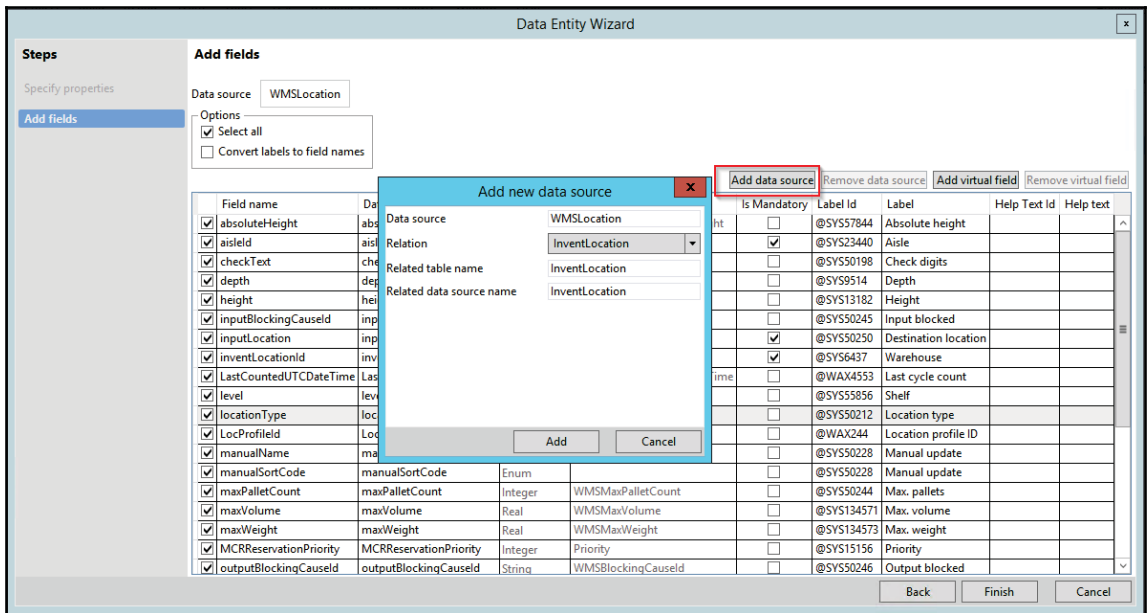 Data Entity Wizard
x
Steps
Specify properties
Add fields
Add fields
Data source WMSLocation
Options
Select all
Convert labels to field names
Add data source Remove data source Add virtual field Remove virtual field
Field name Is Mandatory Label Id Label Help Text Id Help text
absoluteHeight @SYS57844 Absolute height
aisleId @SYS23440 Aisle
checkText @SYS50198 Check digits
depth @SYS9514 Depth
height @SYS13182 Height
inputBlockingCauseId @SYS50245 Input blocked
inputLocation @SYS50250 Destination location
inventLocationId @SYS6437 Warehouse
LastCountedUTCDateTime @WAX4553 Last cycle count
level @SYS55856 Shelf
locationType @SYS50212 Location type
LocProfileId @WAX244 Location profile ID
manualName @SYS50228 Manual update
manualSortCode manualSortCode Enum @SYS50228 Manual update
maxPalletCount maxPalletCount Integer WMSMaxPalletCount @SYS50244 Max. pallets
maxVolume maxVolume Real WMSMaxVolume @SYS134571 Max. volume
maxWeight maxWeight Real WMSMaxWeight @SYS134573 Max. weight
MCRReservationPriority MCRReservationPriority Integer Priority @SYS15156 Priority
outputBlockingCauseId outputBlockingCauseId String WMSBlockingCauseId @SYS50246 Output blocked
Add new data source
x
Data source WMSLocation
Relation InventLocation
Related table name InventLocation
Related data source name InventLocation
Add Cancel
Back Finish Cancel